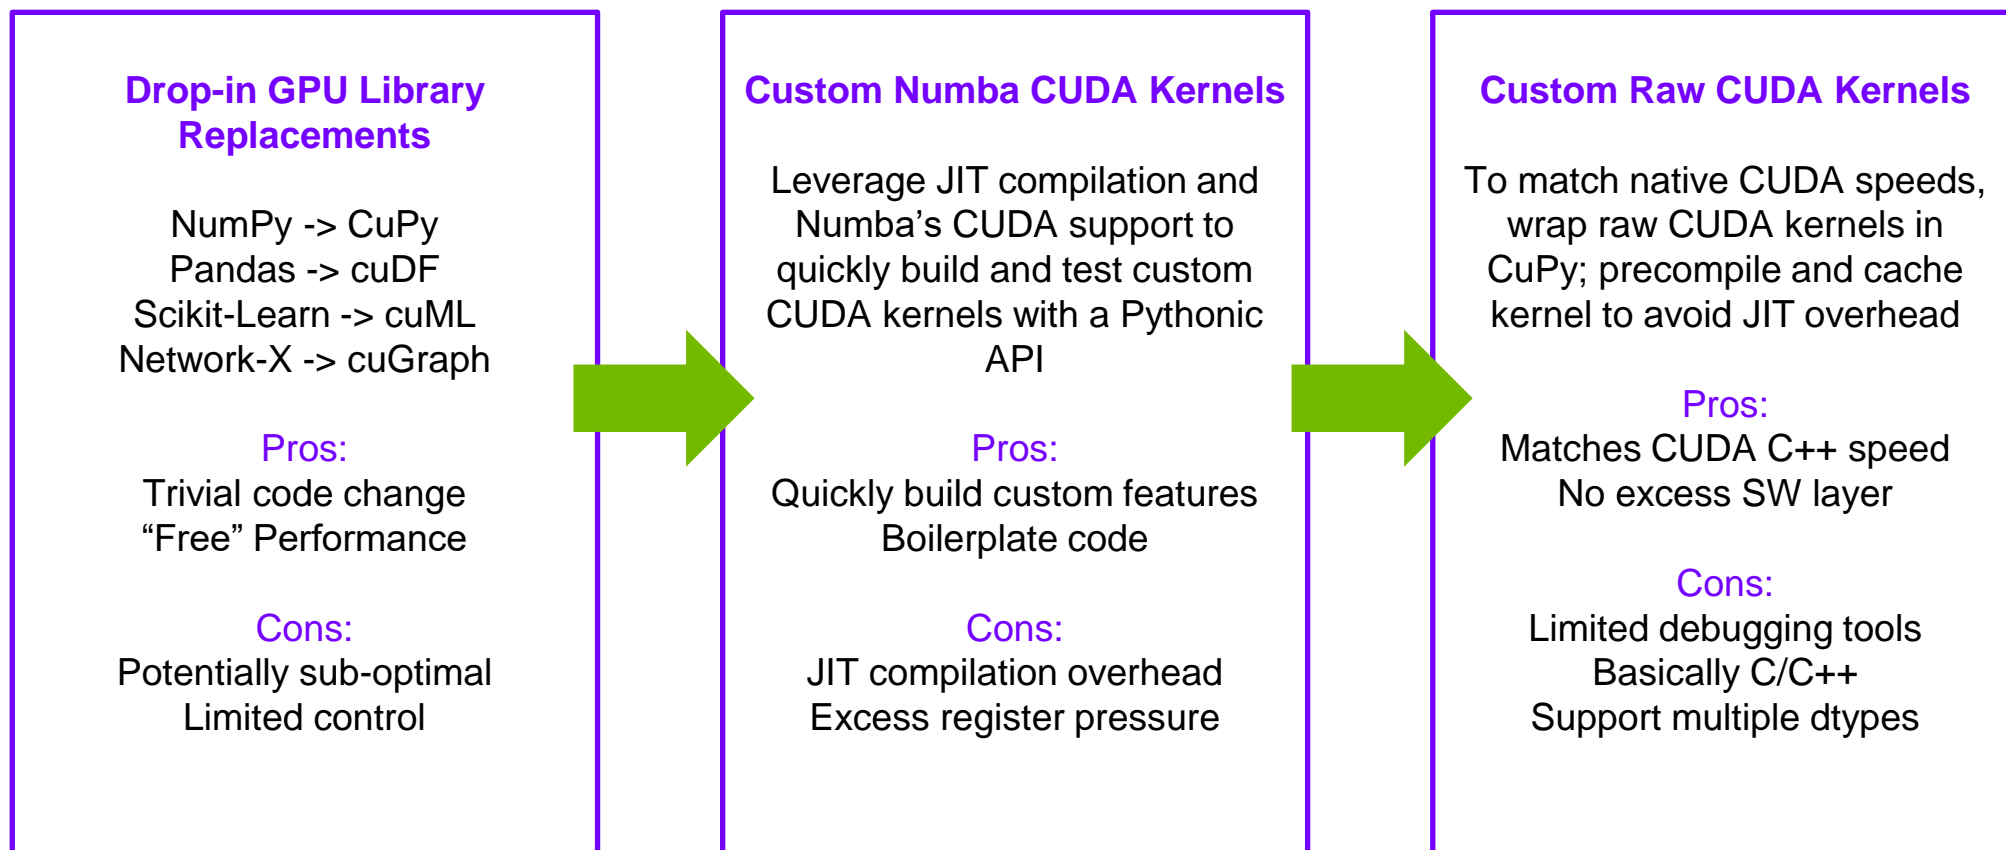 Drop-in GPU Library
Replacements
NumPy -> CuPy
Pandas -> cuDF
Scikit-Learn -> cuML
Network-X -> cuGraph
Pros:
Trivial code change
“Free” Performance
Cons:
Potentially sub-optimal
Limited control
Custom Numba CUDA Kernels
Leverage JIT compilation and
Numba’s CUDA support to
quickly build and test custom
CUDA kernels with a Pythonic
API
Pros:
Quickly build custom features
Boilerplate code
Cons:
JIT compilation overhead
Excess register pressure
Custom Raw CUDA Kernels
To match native CUDA speeds,
wrap raw CUDA kernels in
CuPy; precompile and cache
kernel to avoid JIT overhead
Pros:
Matches CUDA C++ speed
No excess SW layer
Cons:
Limited debugging tools
Basically C/C++
Support multiple dtypes